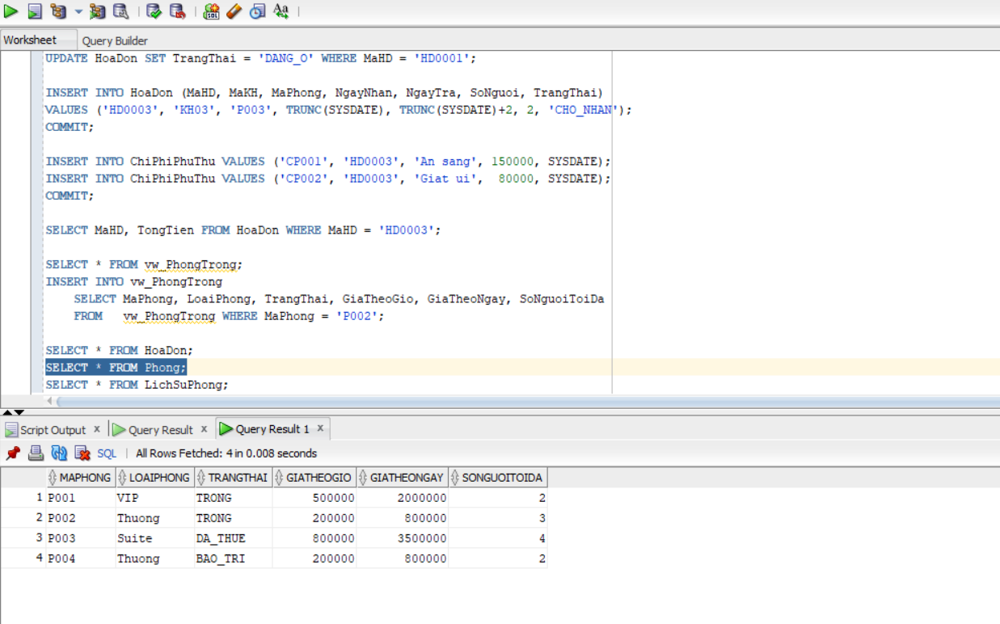 Worksheet Query Builder
UPDATE HoaDon SET TrangThai = 'DANG_O' WHERE MaHD = 'HD0001';
INSERT INTO HoaDon (MaHD, MaKH, MaPhong, NgayNhan, NgayTra, SoNguoi, TrangThai)
VALUES ('HD0003', 'KH03', 'P003', TRUNC(SYSDATE), TRUNC(SYSDATE)+2, 2, 'CHO_NHAN');
COMMIT;
INSERT INTO ChiPhiPhuThu VALUES ('CP001', 'HD0003', 'An sang', 150000, SYSDATE);
INSERT INTO ChiPhiPhuThu VALUES ('CP002', 'HD0003', 'Giat ui',  80000, SYSDATE);
COMMIT;
SELECT MaHD, TongTien FROM HoaDon WHERE MaHD = 'HD0003';
SELECT * FROM vw_PhongTrong;
INSERT INTO vw_PhongTrong
    SELECT MaPhong, LoaiPhong, TrangThai, GiaTheoGio, GiaTheoNgay, SoNguoiToiDa
    FROM   vw_PhongTrong WHERE MaPhong = 'P002';
SELECT * FROM HoaDon;
SELECT * FROM Phong;
SELECT * FROM LichSuPhong;
Script Output x Query Result x Query Result 1 x
SQL | All Rows Fetched: 4 in 0.008 seconds
MAPHONG LOAIPHONG TRANGTHAI GIATHEOGIO GIATHEONGAY SONGUOITOIDA
1 P001 VIP TRONG 500000 2000000 2
2 P002 Thuong TRONG 200000 800000 3
3 P003 Suite DA_THUE 800000 3500000 4
4 P004 Thuong BAO_TRI 200000 800000 2